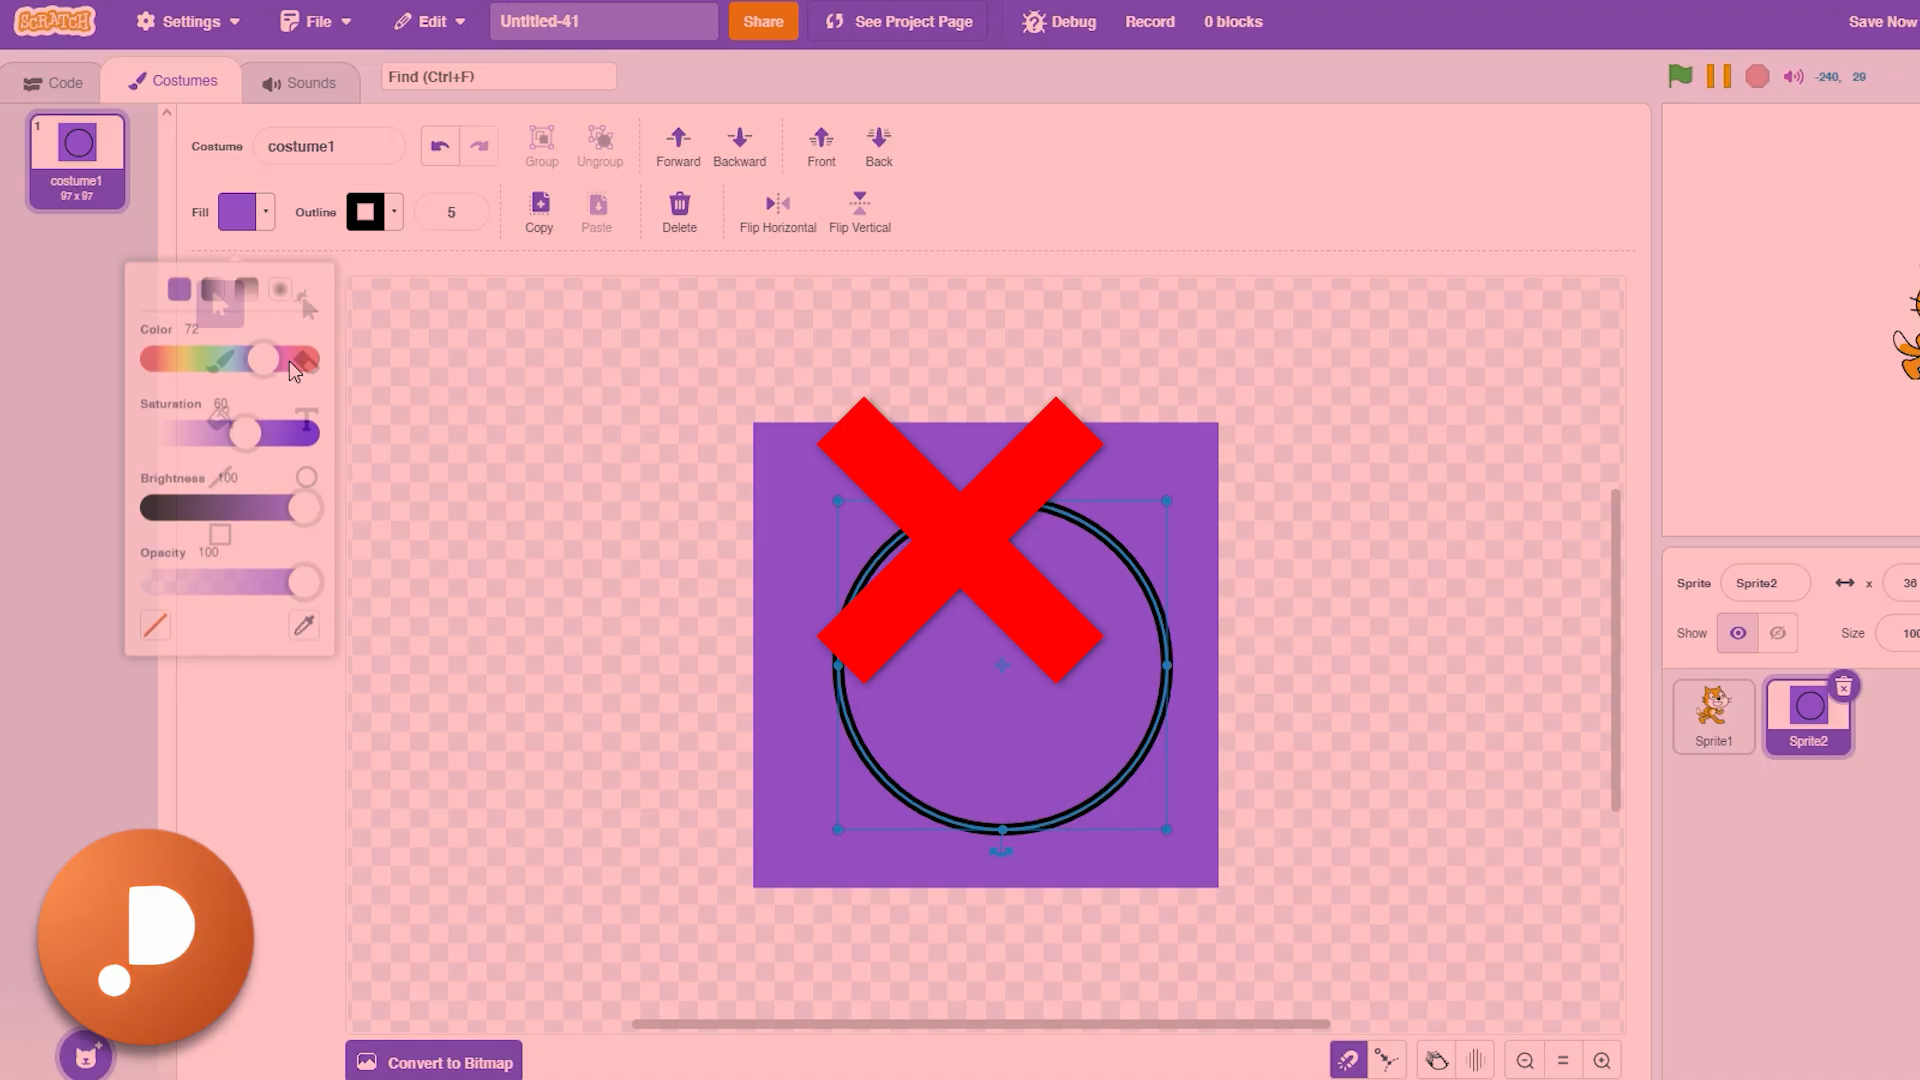 SCRATCH Settings File Edit Untitled-41 Share See Project Page Debug Record 0 blocks Save Now
Code Costumes Sounds Find (Ctrl+F) -240, 29
1
costume1
97 x 97
Costume costume1 Group Ungroup Forward Backward Front Back
Fill Outline 5 Copy Paste Delete Flip Horizontal Flip Vertical
Color 72
Saturation 60
Brightness 100
Opacity 100
Sprite Sprite2 x 36
Show Size 100
Sprite1 Sprite2
Convert to Bitmap